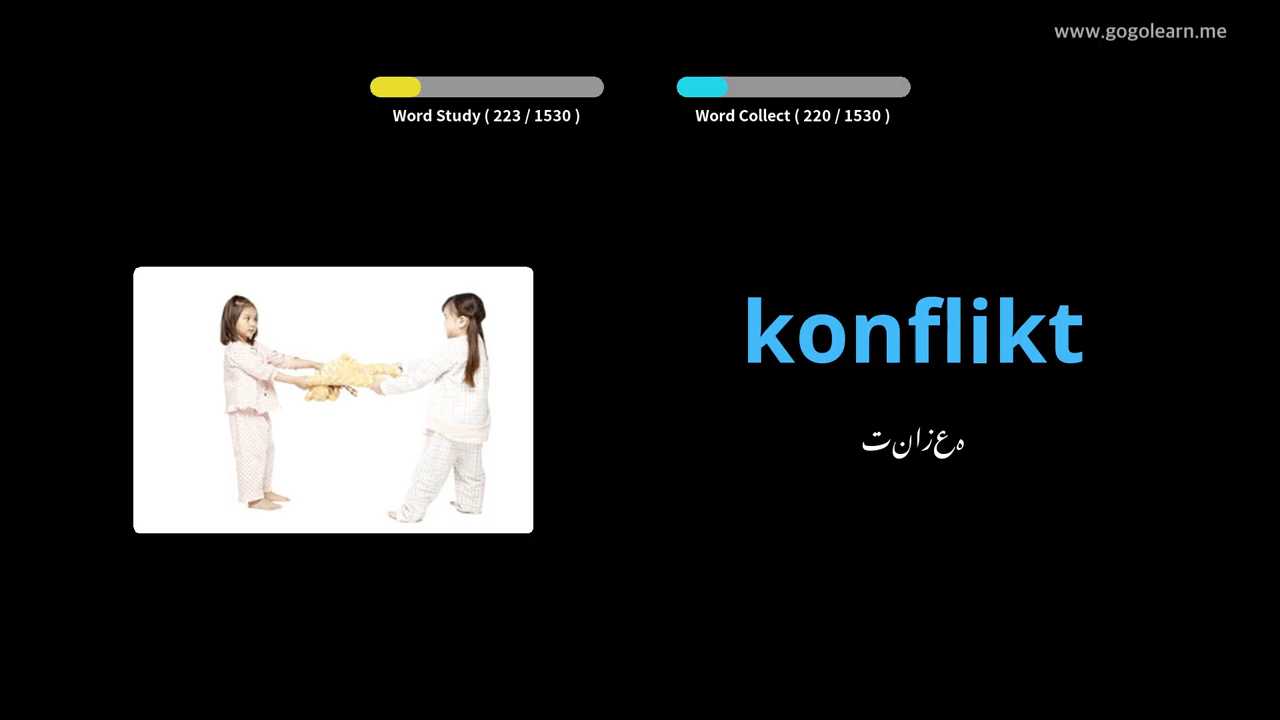 www.gogolearn.me
Word Study ( 223 / 1530 )
Word Collect ( 220 / 1530 )
konflikt
تنازعہ